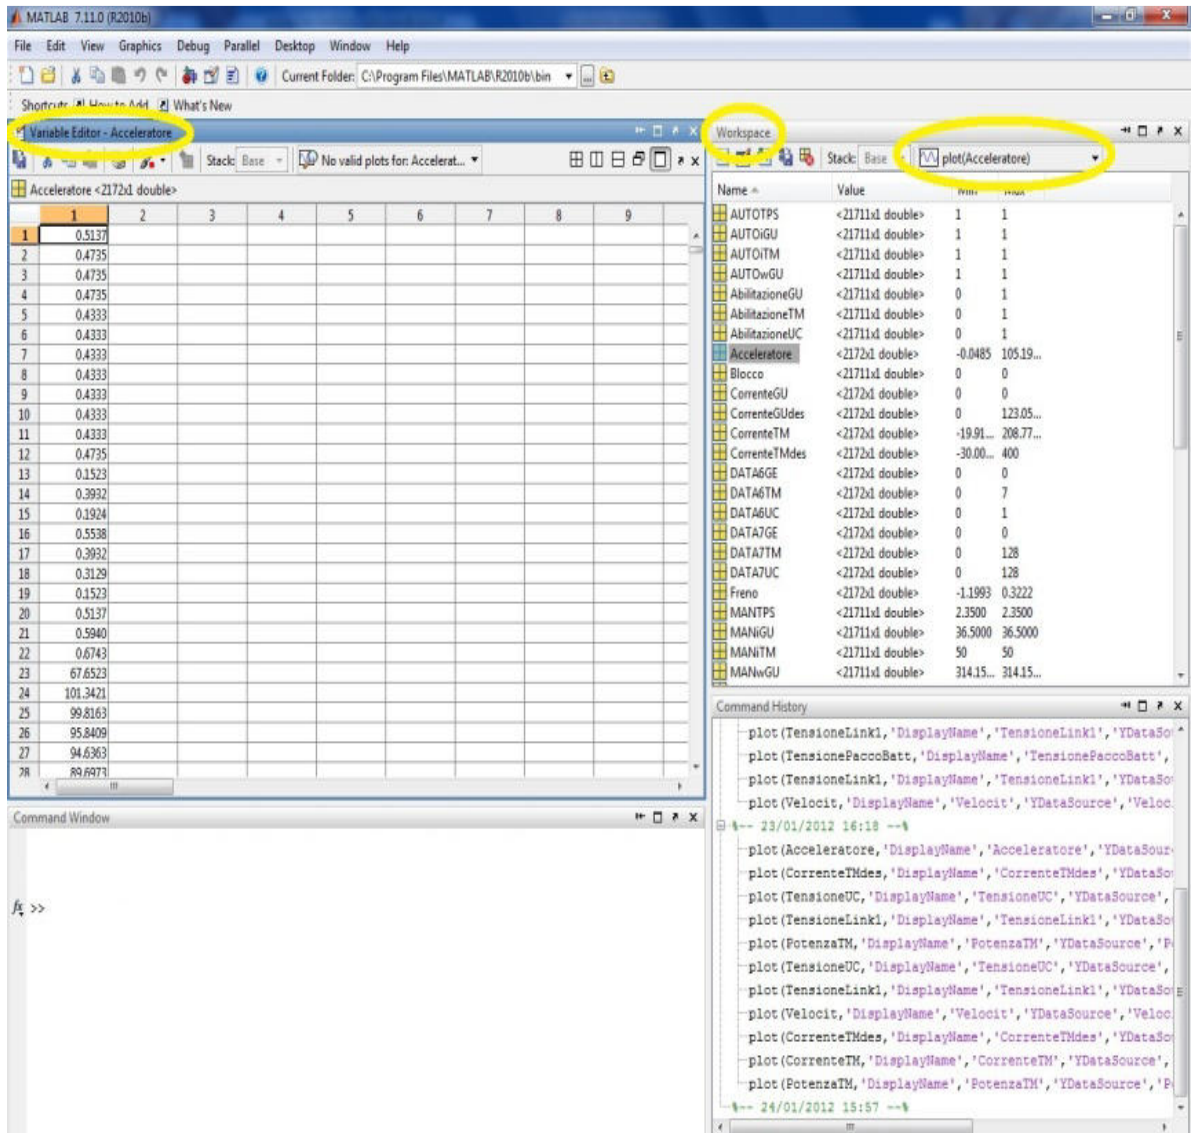 MATLAB 7.11.0 (R2010b)
File Edit View Graphics Debug Parallel Desktop Window Help
Current Folder: C:\Program Files\MATLAB\R2010b\bin
Shortcuts How to Add What's New
Variable Editor - Acceleratore
Stack: Base No valid plots for: Accelerat...
Acceleratore <2172x1 double>
1 2 3 4 5 6 7 8 9
1 0.5137
2 0.4735
3 0.4735
4 0.4735
5 0.4333
6 0.4333
7 0.4333
8 0.4333
9 0.4333
10 0.4333
11 0.4333
12 0.4735
13 0.1523
14 0.3932
15 0.1924
16 0.5538
17 0.3932
18 0.3129
19 0.1523
20 0.5137
21 0.5940
22 0.6743
23 67.6523
24 101.3421
25 99.8163
26 95.8409
27 94.6363
28 89.6973
Command Window
fx >>
Workspace
Stack: Base plot(Acceleratore)
Name Value Min Max
AUTOTPS <21711x1 double> 1 1
AUTOiGU <21711x1 double> 1 1
AUTOiTM <21711x1 double> 1 1
AUTOwGU <21711x1 double> 1 1
AbilitazioneGU <21711x1 double> 0 1
AbilitazioneTM <21711x1 double> 0 1
AbilitazioneUC <21711x1 double> 0 1
Acceleratore <2172x1 double> -0.0485 105.19...
Blocco <21711x1 double> 0 0
CorrenteGU <2172x1 double> 0 0
CorrenteGUdes <2172x1 double> 0 123.05...
CorrenteTM <2172x1 double> -19.91... 208.77...
CorrenteTMdes <2172x1 double> -30.00... 400
DATA6GE <2172x1 double> 0 0
DATA6TM <2172x1 double> 0 7
DATA6UC <2172x1 double> 0 1
DATA7GE <2172x1 double> 0 0
DATA7TM <2172x1 double> 0 128
DATA7UC <2172x1 double> 0 128
Freno <2172x1 double> -1.1993 0.3222
MANTPS <21711x1 double> 2.3500 2.3500
MANiGU <21711x1 double> 36.5000 36.5000
MANiTM <21711x1 double> 50 50
MANwGU <21711x1 double> 314.15... 314.15...
Command History
plot(TensioneLink1,'DisplayName','TensioneLink1','YDataSo
plot(TensionePaccoBatt,'DisplayName','TensionePaccoBatt',
plot(TensioneLink1,'DisplayName','TensioneLink1','YDataSo
plot(Velocit,'DisplayName','Velocit','YDataSource','Veloc
%-- 23/01/2012 16:18 --%
plot(Acceleratore,'DisplayName','Acceleratore','YDataSour
plot(CorrenteTMdes,'DisplayName','CorrenteTMdes','YDataSo
plot(TensioneUC,'DisplayName','TensioneUC','YDataSource',
plot(TensioneLink1,'DisplayName','TensioneLink1','YDataSo
plot(PotenzaTM,'DisplayName','PotenzaTM','YDataSource','P
plot(TensioneUC,'DisplayName','TensioneUC','YDataSource',
plot(TensioneLink1,'DisplayName','TensioneLink1','YDataSo
plot(Velocit,'DisplayName','Velocit','YDataSource','Veloc
plot(CorrenteTMdes,'DisplayName','CorrenteTMdes','YDataSo
plot(CorrenteTM,'DisplayName','CorrenteTM','YDataSource',
plot(PotenzaTM,'DisplayName','PotenzaTM','YDataSource','P
%-- 24/01/2012 15:57 --%